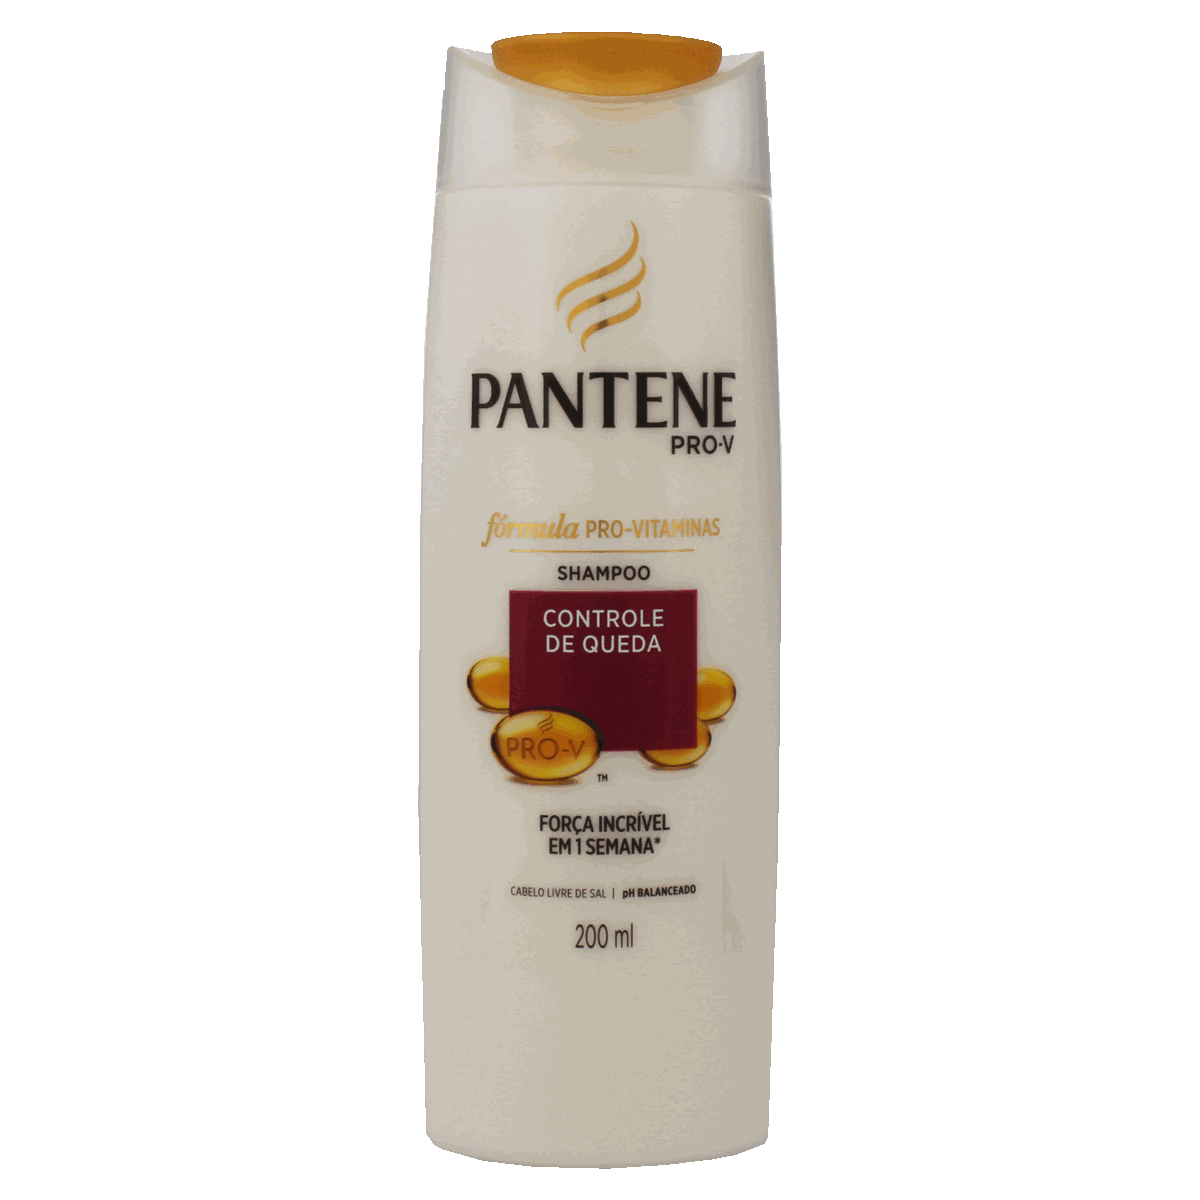 PANTENE
PRO-V
fórmula PRO-VITAMINAS
SHAMPOO
CONTROLE
DE QUEDA
PRO-V
TM
FORÇA INCRÍVEL
EM 1 SEMANA*
CABELO LIVRE DE SAL | pH BALANCEADO
200 ml